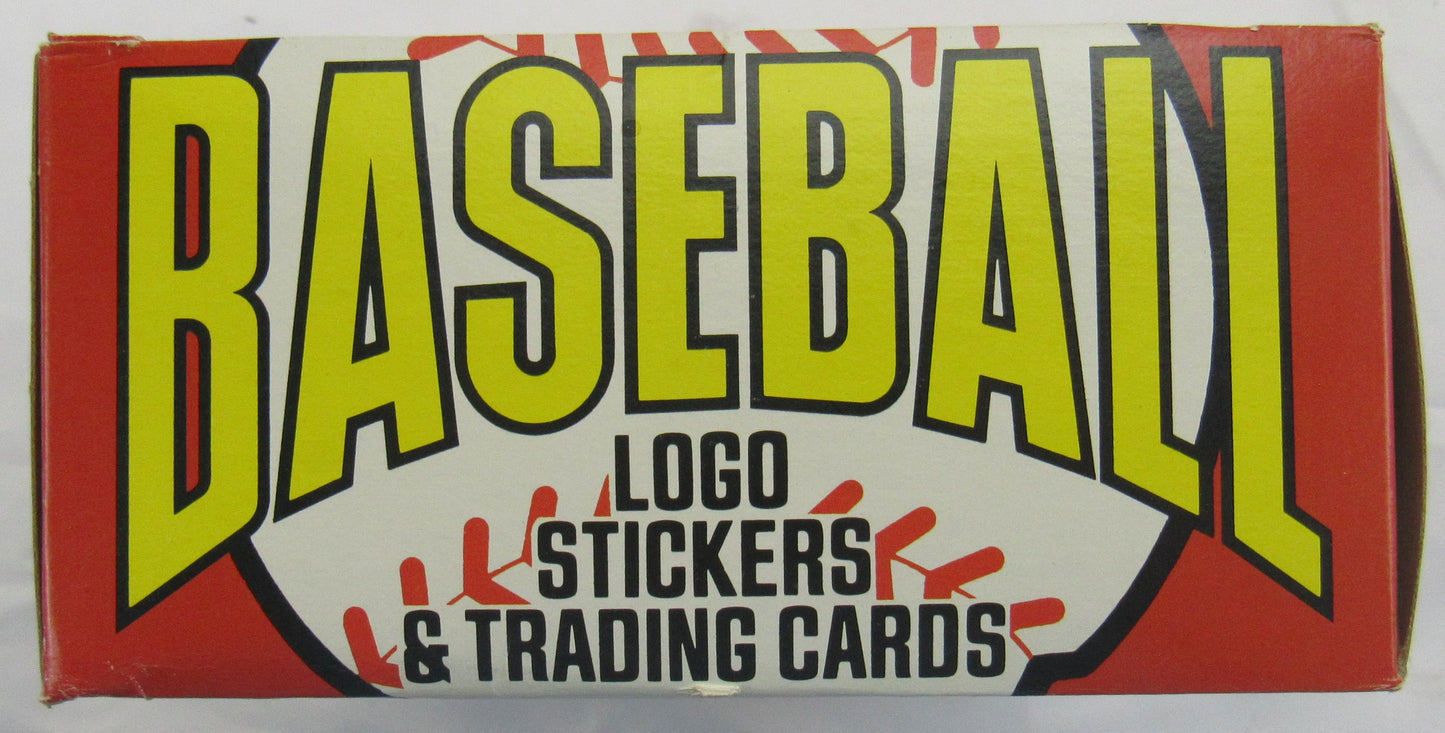 BASEBALL
LOGO
STICKERS
& TRADING CARDS